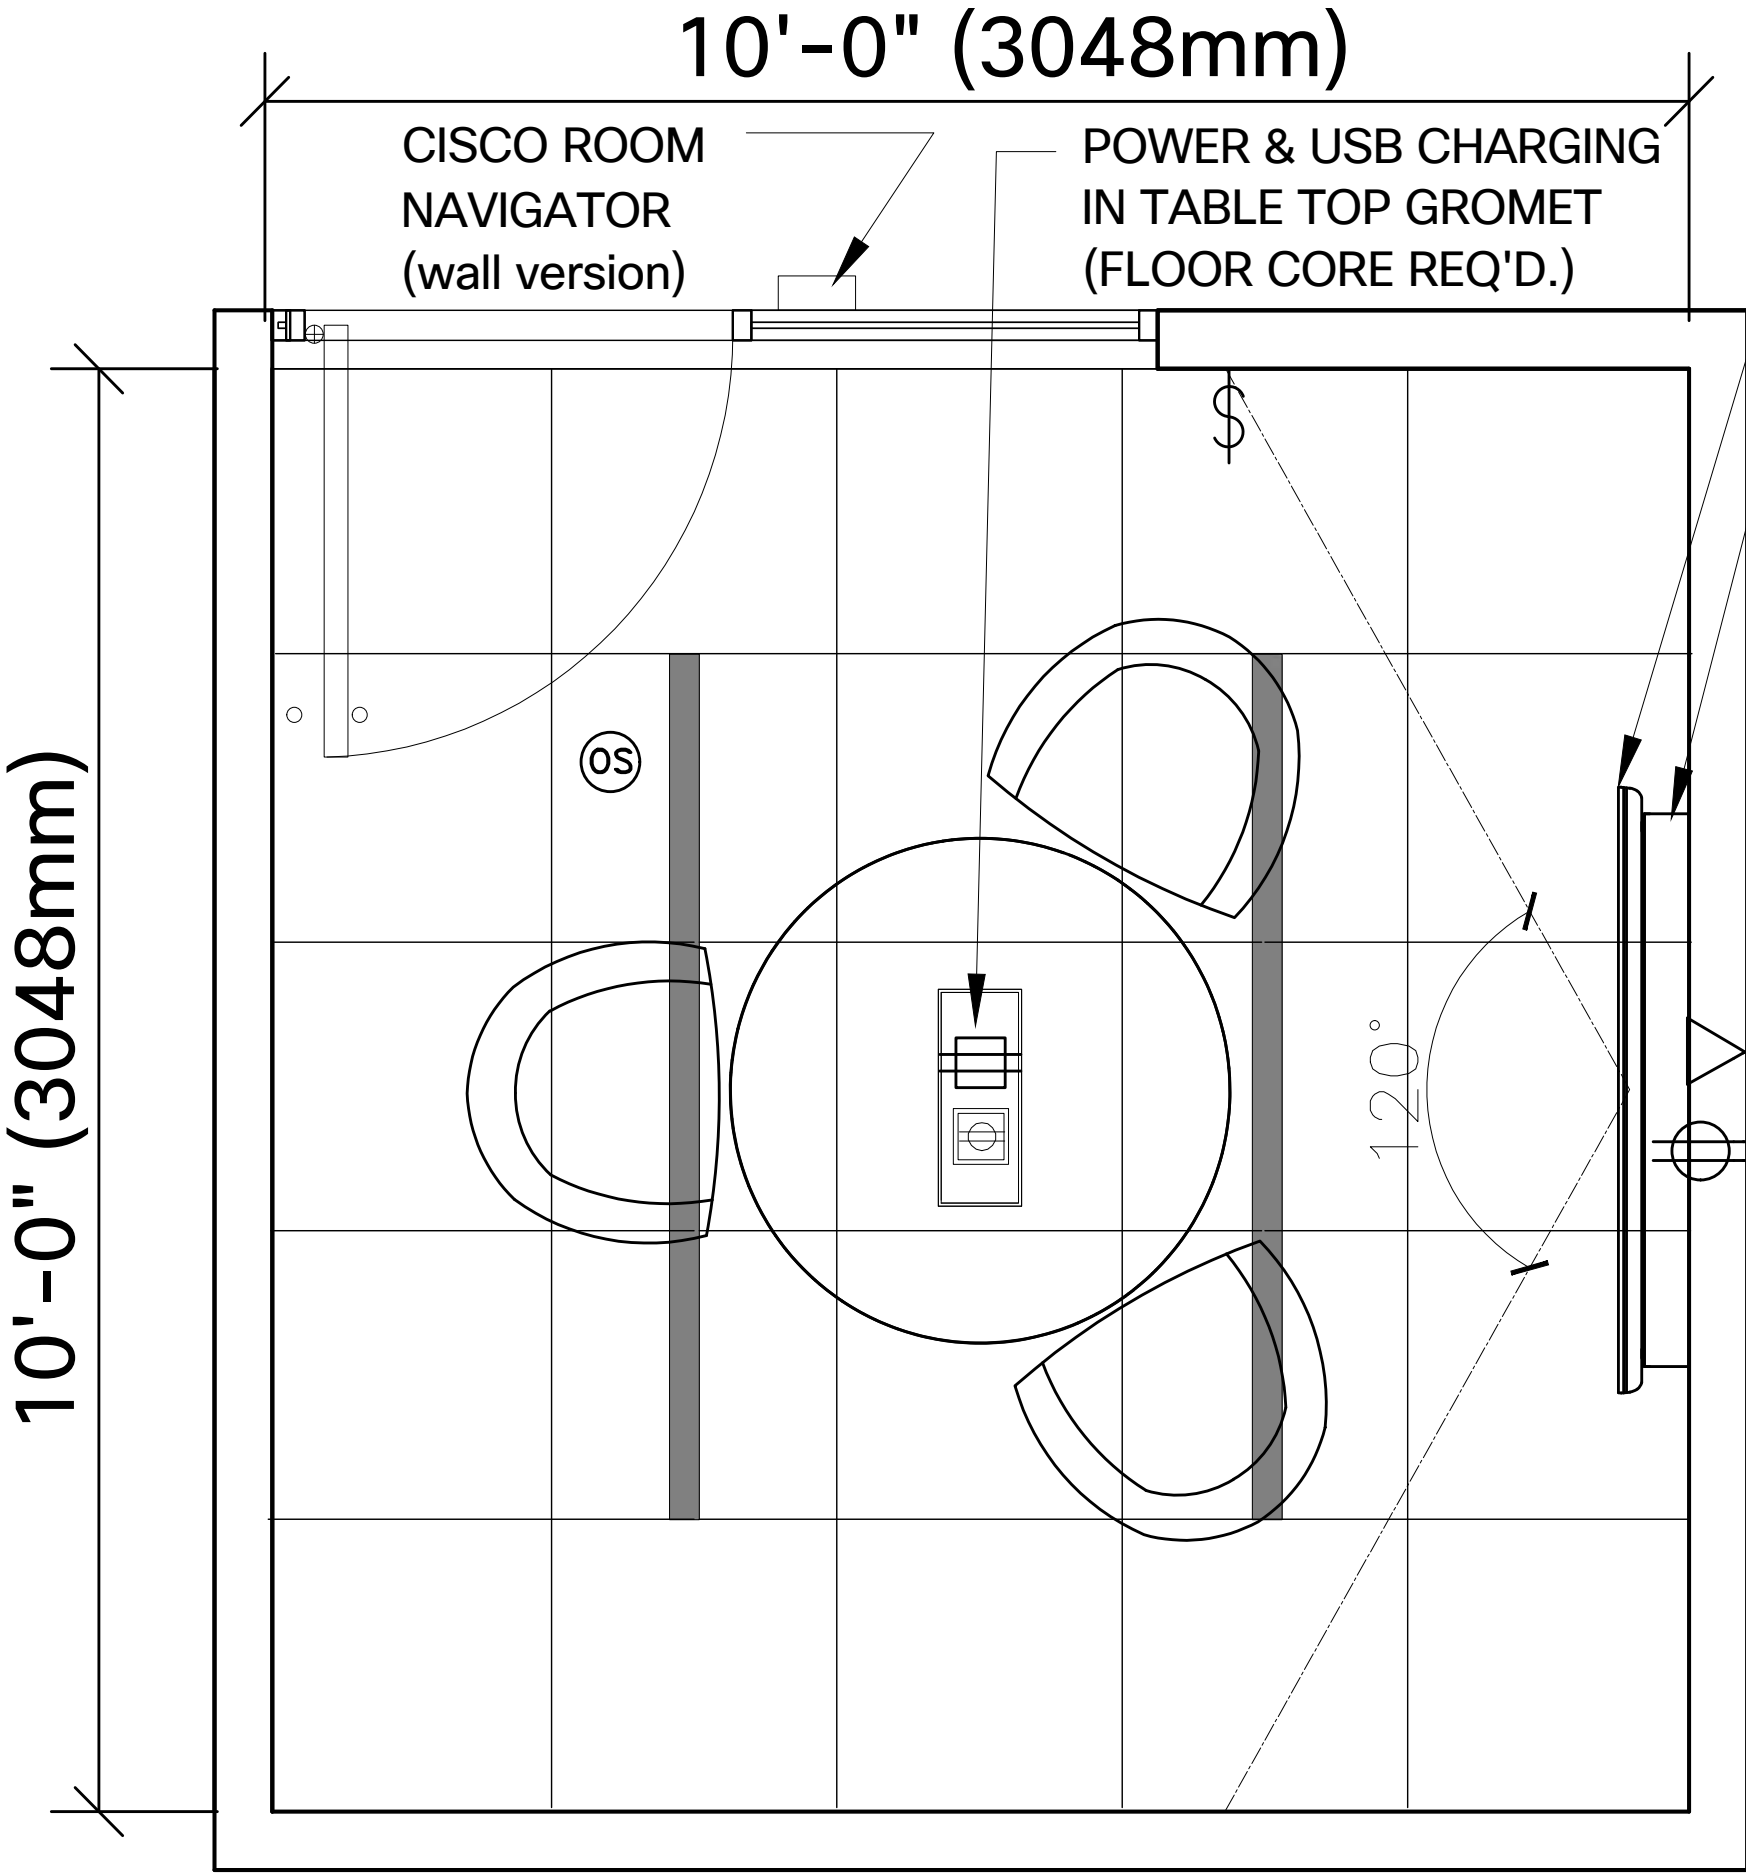 10'-0" (3048mm)
CISCO ROOM
NAVIGATOR
(wall version)
POWER & USB CHARGING
IN TABLE TOP GROMET
(FLOOR CORE REQ'D.)
$
OS
120°
10'-0" (3048mm)